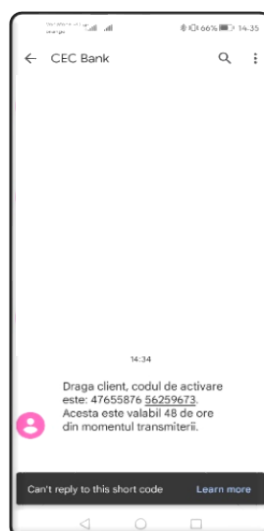 66% 14:35
CEC Bank
14:34
Draga client, codul de activare
este: 47655876 56259673.
Acesta este valabil 48 de ore
din momentul transmiterii.
Can't reply to this short code Learn more